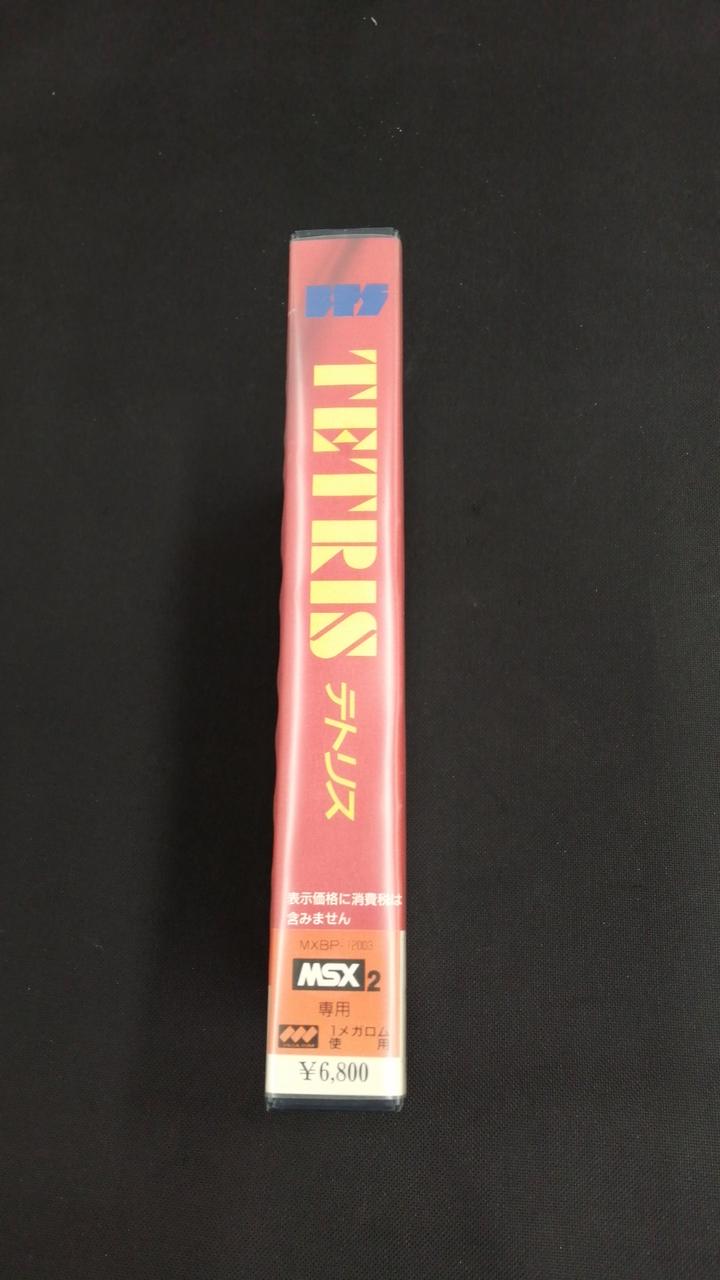 BPS
TETRIS
テトリス
表示価格に消費税は
含みません
MXBP-12003
MSX2
専用
1メガロム
使用
¥6,800